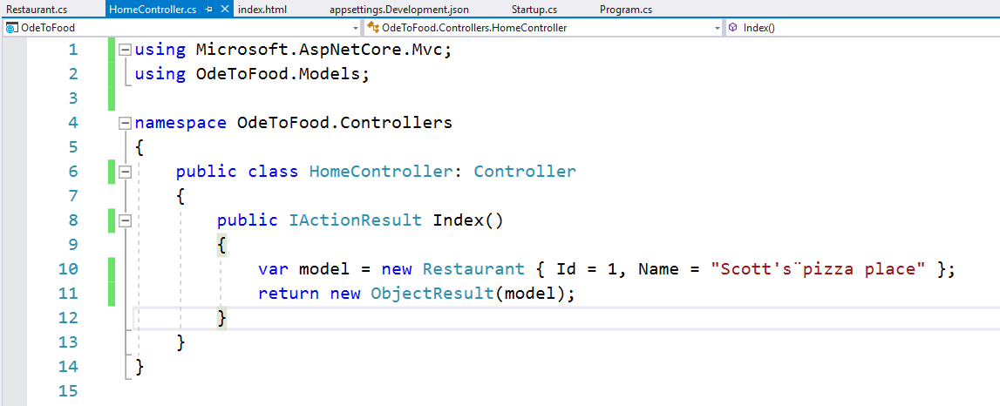 Restaurant.cs HomeController.cs index.html appsettings.Development.json Startup.cs Program.cs
OdeToFood OdeToFood.Controllers.HomeController Index()
1 using Microsoft.AspNetCore.Mvc;
2 using OdeToFood.Models;
3
4 namespace OdeToFood.Controllers
5 {
6 public class HomeController: Controller
7 {
8 public IActionResult Index()
9 {
10 var model = new Restaurant { Id = 1, Name = "Scott's¨pizza place" };
11 return new ObjectResult(model);
12 }
13 }
14 }
15